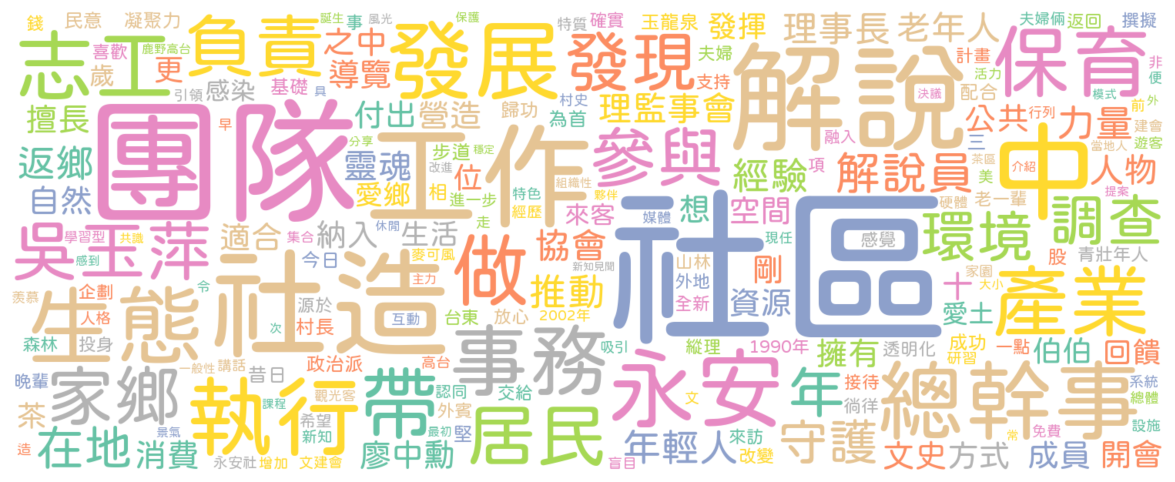 錢 民意 凝聚力 誕生 事 風光 保護 特質 確實 玉龍泉 發揮 理事長 老年人 夫婦倆 返回 撰擬
志工 喜歡 鹿野高台 負責 之中 發展 發現 夫婦 支持 解說 計畫 保育 非
歲 更 導覽 活力 便
引領 感染 基礎 具 決議 配合 模式
擅長 團隊 早 付出 營造 歸功 村史 為首 理監事會 公共 行列 力量 前 外
建會 遊客
分享 工作 步道 穩定 參與 融入 三 中 當地人
返鄉 靈魂 改進 組織性 經驗 項 解說員 茶區 美 介紹 人物
愛鄉 相 位 進一步 特色 夥伴 硬體 提案
自然 經歷 走 來客 媒體 想 空間 社區 老一輩 環境 調查
吳玉萍 學習型 共識 適合 集合 納入 生活 休閒 做 協會 現任 感覺
感到 社造 今日 麥可風 新知見聞 山林 剛 股 青壯年人
羨慕 企劃 令 主力 推動 外地 資源 十 家園 大小 產業
生態 人格 源於 互動 台東 放心 2002年 全新 愛土
森林 投身 次 村長 事務 吸引 縱理 1990年 擁有 透明化 成功 一點 伯伯 回饋
晚輩 家鄉 一般性 講話 政治派 高台 永安 研習
昔日 執行 觀光客 帶 認同 交給 年 接待 總幹事 系統
茶 課程 希望 外賓 居民 文 徜徉 總體
造 在地 景氣 新知 最初 堅 年輕人 來訪 守護 常 免費 設施
消費 永安社 增加 文建會 廖中勳 盲目 改變 文史 方式 成員 開會